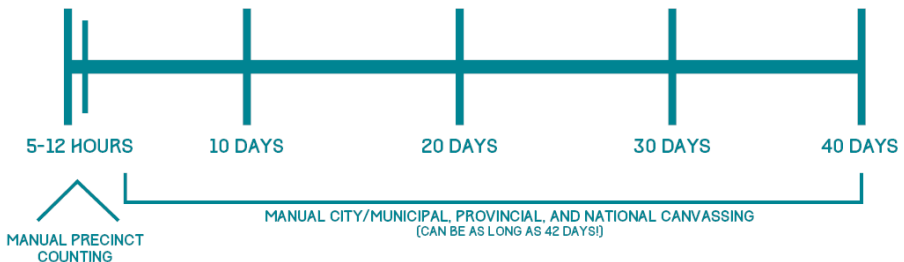 5-12 HOURS
10 DAYS
20 DAYS
30 DAYS
40 DAYS
MANUAL PRECINCT
COUNTING
MANUAL CITY/MUNICIPAL, PROVINCIAL, AND NATIONAL CANVASSING
(CAN BE AS LONG AS 42 DAYS!)